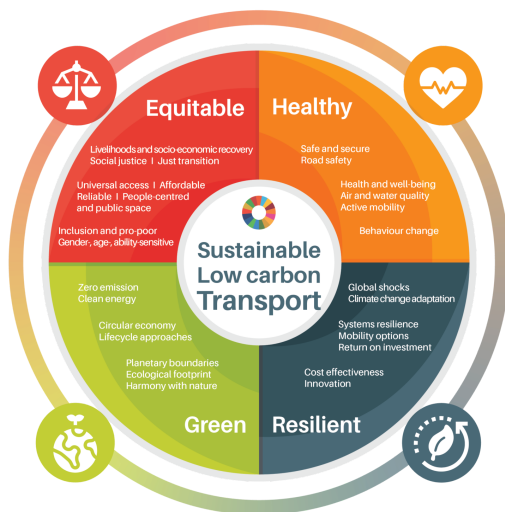 Equitable
Livelihoods and socio-economic recovery
Social justice I Just transition
Universal access I Affordable
Reliable I People-centred
and public space
Inclusion and pro-poor
Gender-, age-, ability-sensitive
Healthy
Safe and secure
Road safety
Health and well-being
Air and water quality
Active mobility
Behaviour change
Sustainable
Low carbon
Transport
Zero emission
Clean energy
Circular economy
Lifecycle approaches
Planetary boundaries
Ecological footprint
Harmony with nature
Green
Global shocks
Climate change adaptation
Systems resilience
Mobility options
Return on investment
Cost effectiveness
Innovation
Resilient